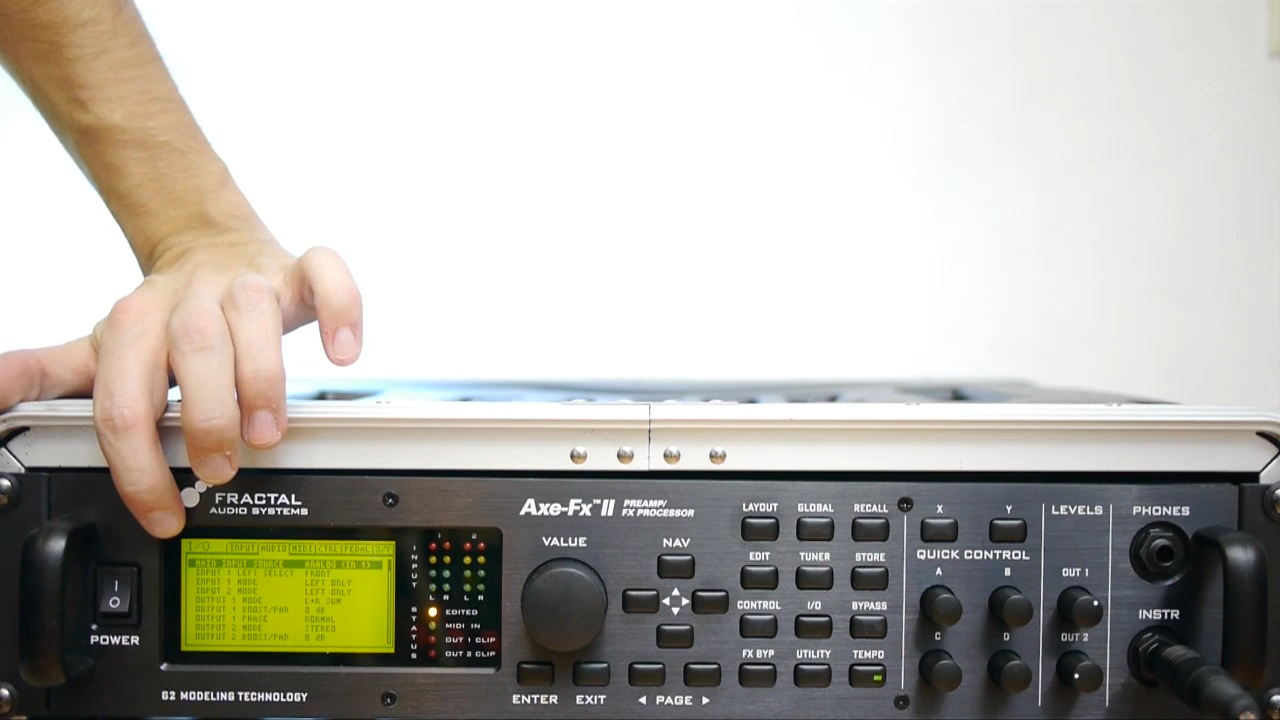 FRACTAL
AUDIO SYSTEMS
Axe-Fx™ II PREAMP/
FX PROCESSOR
I/O INPUT AUDIO MIDI CTRL PEDAL X/Y
MAIN INPUT SOURCE ANALOG (IN 1)
INPUT 1 LEFT SELECT FRONT
INPUT 1 MODE LEFT ONLY
INPUT 2 MODE LEFT ONLY
OUTPUT 1 MODE L+R SUM
OUTPUT 1 BOOST/PAD 0 dB
OUTPUT 1 PHASE NORMAL
OUTPUT 2 MODE STEREO
OUTPUT 2 BOOST/PAD 0 dB
INPUT
1 2
L R L R
STATUS
EDITED
MIDI IN
OUT 1 CLIP
OUT 2 CLIP
POWER
G2 MODELING TECHNOLOGY
VALUE
NAV
ENTER EXIT
PAGE
LAYOUT GLOBAL RECALL
EDIT TUNER STORE
CONTROL I/O BYPASS
FX BYP UTILITY TEMPO
X Y
QUICK CONTROL
A B
C D
LEVELS
OUT 1
OUT 2
PHONES
INSTR